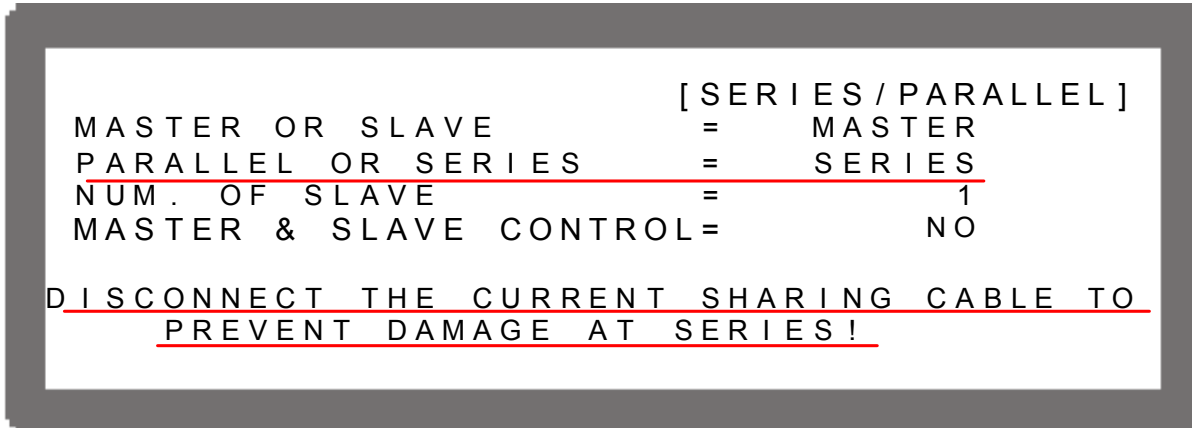 [SERIES/PARALLEL]
MASTER OR SLAVE = MASTER
PARALLEL OR SERIES = SERIES
NUM. OF SLAVE = 1
MASTER & SLAVE CONTROL= NO
DISCONNECT THE CURRENT SHARING CABLE TO
PREVENT DAMAGE AT SERIES!